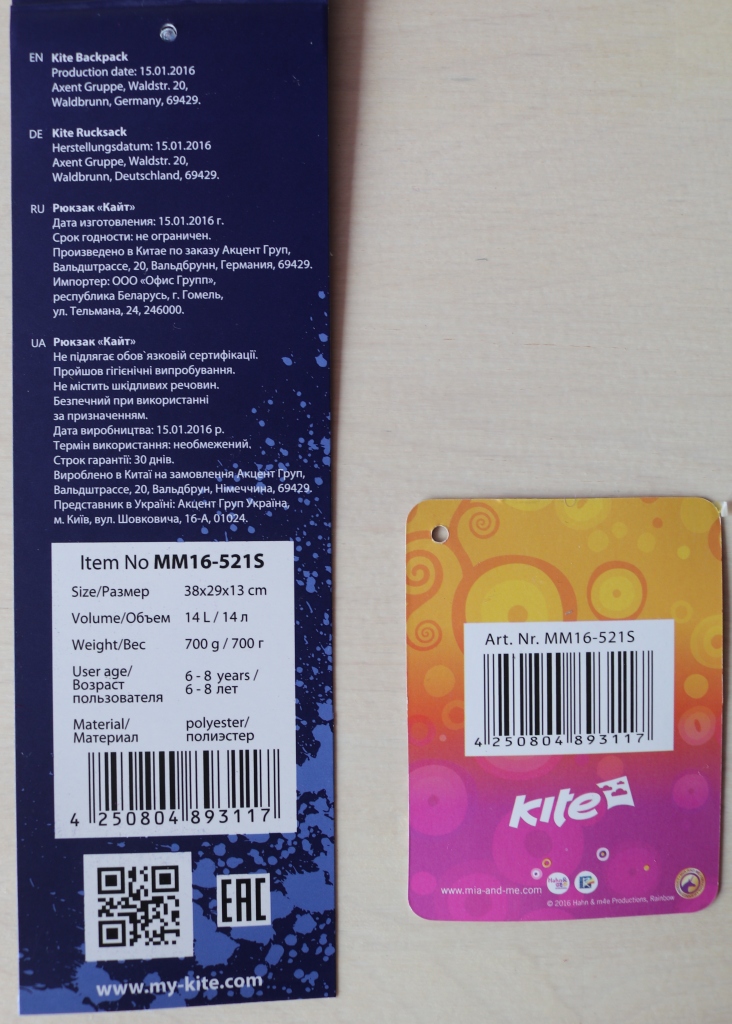 EN Kite Backpack
Production date: 15.01.2016
Axent Gruppe, Waldstr. 20,
Waldbrunn, Germany, 69429.
DE Kite Rucksack
Herstellungsdatum: 15.01.2016
Axent Gruppe, Waldstr. 20,
Waldbrunn, Deutschland, 69429.
RU Рюкзак «Кайт»
Дата изготовления: 15.01.2016 г.
Срок годности: не ограничен.
Произведено в Китае по заказу Акцент Груп,
Вальдштрассе, 20, Вальдбрунн, Германия, 69429.
Импортер: ООО «Офис Групп»,
республика Беларусь, г. Гомель,
ул. Тельмана, 24, 246000.
UA Рюкзак «Кайт»
Не підлягає обов`язковій сертифікації.
Пройшов гігієнічні випробування.
Не містить шкідливих речовин.
Безпечний при використанні
за призначенням.
Дата виробництва: 15.01.2016 р.
Термін використання: необмежений.
Строк гарантії: 30 днів.
Вироблено в Китаї на замовлення Акцент Груп,
Вальдштрассе, 20, Вальдбрун, Німеччина, 69429.
Представник в Україні: Акцент Груп Україна,
м. Київ, вул. Шовковича, 16-А, 01024.
Item No MM16-521S
Size/Размер 38x29x13 cm
Volume/Объем 14 L / 14 л
Weight/Вес 700 g / 700 г
User age/ 6 - 8 years /
Возраст 6 - 8 лет
пользователя
Material/ polyester/
Материал полиэстер
4 250804 893117
EAC
www.my-kite.com
Art. Nr. MM16-521S
4 250804 893117
kite
www.mia-and-me.com
© 2016 Hahn & m4e Productions, Rainbow